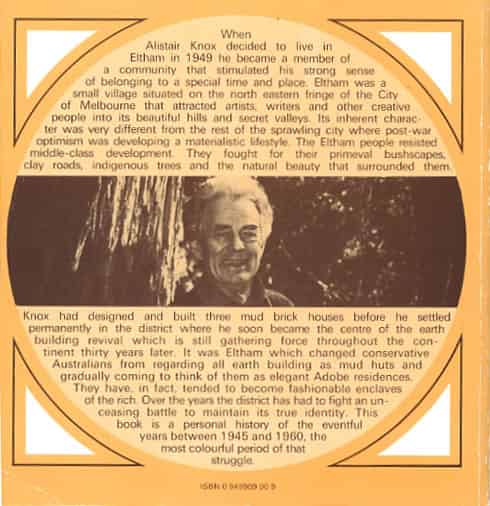 When
Alistair Knox decided to live in
Eltham in 1949 he became a member of
a community that stimulated his strong sense
of belonging to a special time and place. Eltham was a
small village situated on the north eastern fringe of the City
of Melbourne that attracted artists, writers and other creative
people into its beautiful hills and secret valleys. Its inherent charac-
ter was very different from the rest of the sprawling city where post-war
optimism was developing a materialistic lifestyle. The Eltham people resisted
middle-class development. They fought for their primeval bushscapes,
clay roads, indigenous trees and the natural beauty that surrounded them.
Knox had designed and built three mud brick houses before he settled
permanently in the district where he soon became the centre of the earth
building revival which is still gathering force throughout the con-
tinent thirty years later. It was Eltham which changed conservative
Australians from regarding all earth building as mud huts and
gradually coming to think of them as elegant Adobe residences.
They have, in fact, tended to become fashionable enclaves
of the rich. Over the years the district has had to fight an un-
ceasing battle to maintain its true identity. This
book is a personal history of the eventful
years between 1945 and 1960, the
most colourful period of that
struggle.
ISBN 0 949909 00 9